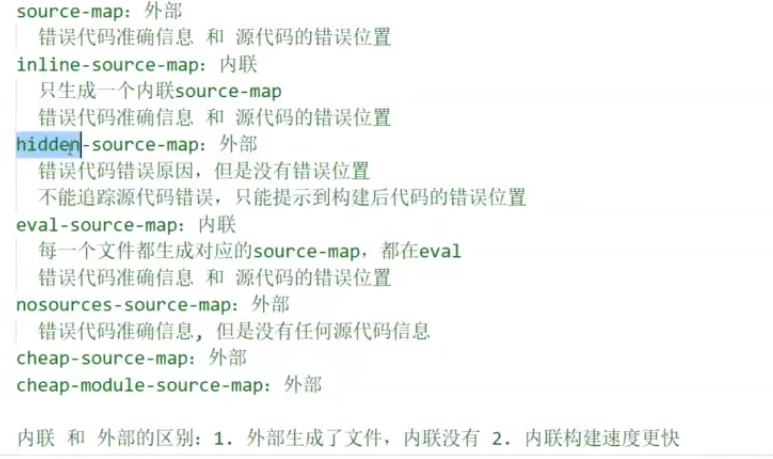 source-map：外部
错误代码准确信息 和 源代码的错误位置
inline-source-map：内联
只生成一个内联source-map
错误代码准确信息 和 源代码的错误位置
hidden-source-map：外部
错误代码错误原因，但是没有错误位置
不能追踪源代码错误，只能提示到构建后代码的错误位置
eval-source-map：内联
每一个文件都生成对应的source-map，都在eval
错误代码准确信息 和 源代码的错误位置
nosources-source-map：外部
错误代码准确信息, 但是没有任何源代码信息
cheap-source-map：外部
cheap-module-source-map：外部
内联 和 外部的区别：1. 外部生成了文件，内联没有 2. 内联构建速度更快